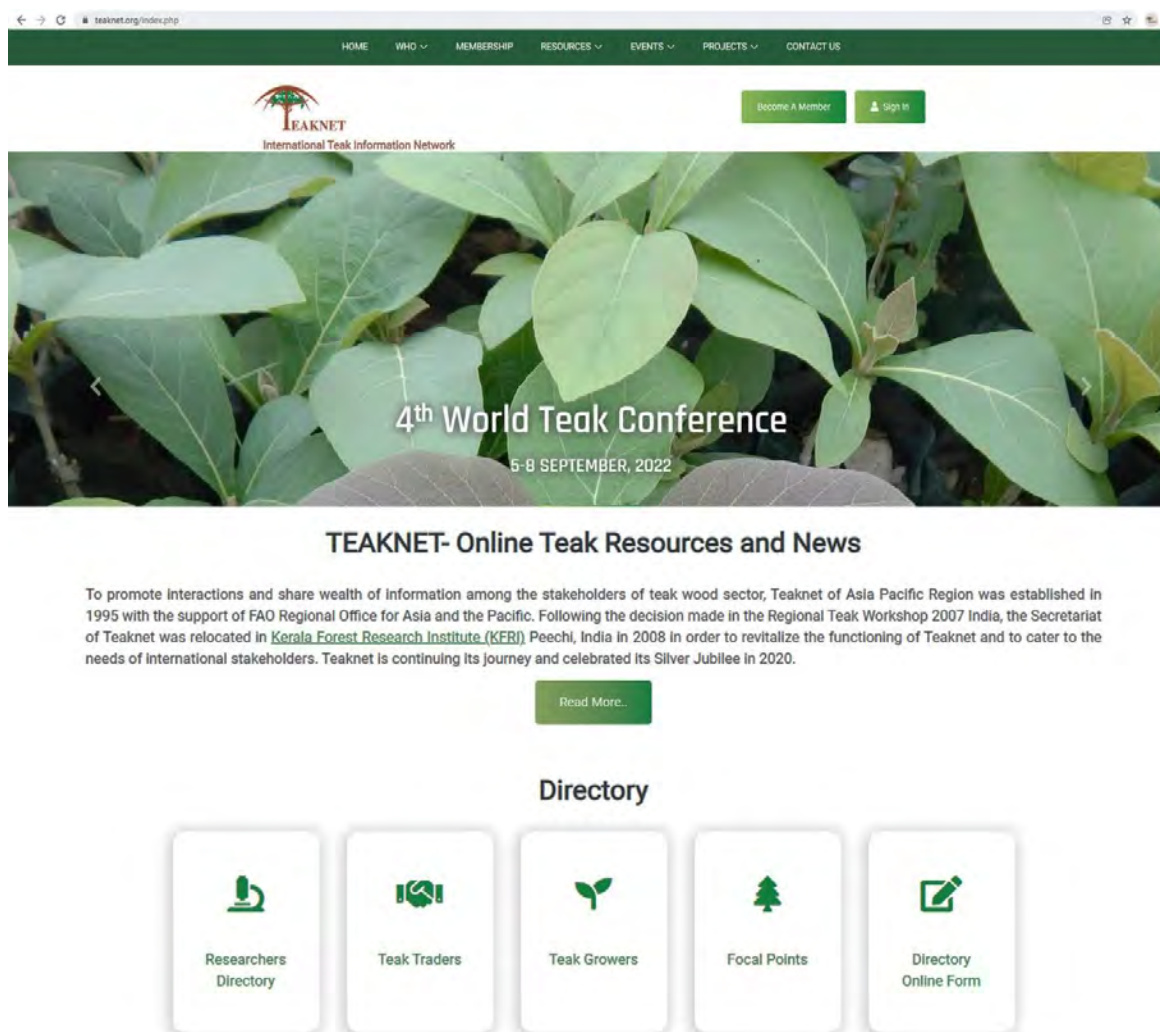 teaknet.org/index.php
HOME WHO MEMBERSHIP RESOURCES EVENTS PROJECTS CONTACT US
TEAKNET
International Teak Information Network
Become A Member Sign In
4th World Teak Conference
5-8 SEPTEMBER, 2022
TEAKNET- Online Teak Resources and News
To promote interactions and share wealth of information among the stakeholders of teak wood sector, Teaknet of Asia Pacific Region was established in
1995 with the support of FAO Regional Office for Asia and the Pacific. Following the decision made in the Regional Teak Workshop 2007 India, the Secretariat
of Teaknet was relocated in Kerala Forest Research Institute (KFRI) Peechi, India in 2008 in order to revitalize the functioning of Teaknet and to cater to the
needs of international stakeholders. Teaknet is continuing its journey and celebrated its Silver Jubilee in 2020.
Read More..
Directory
Researchers
Directory
Teak Traders
Teak Growers
Focal Points
Directory
Online Form